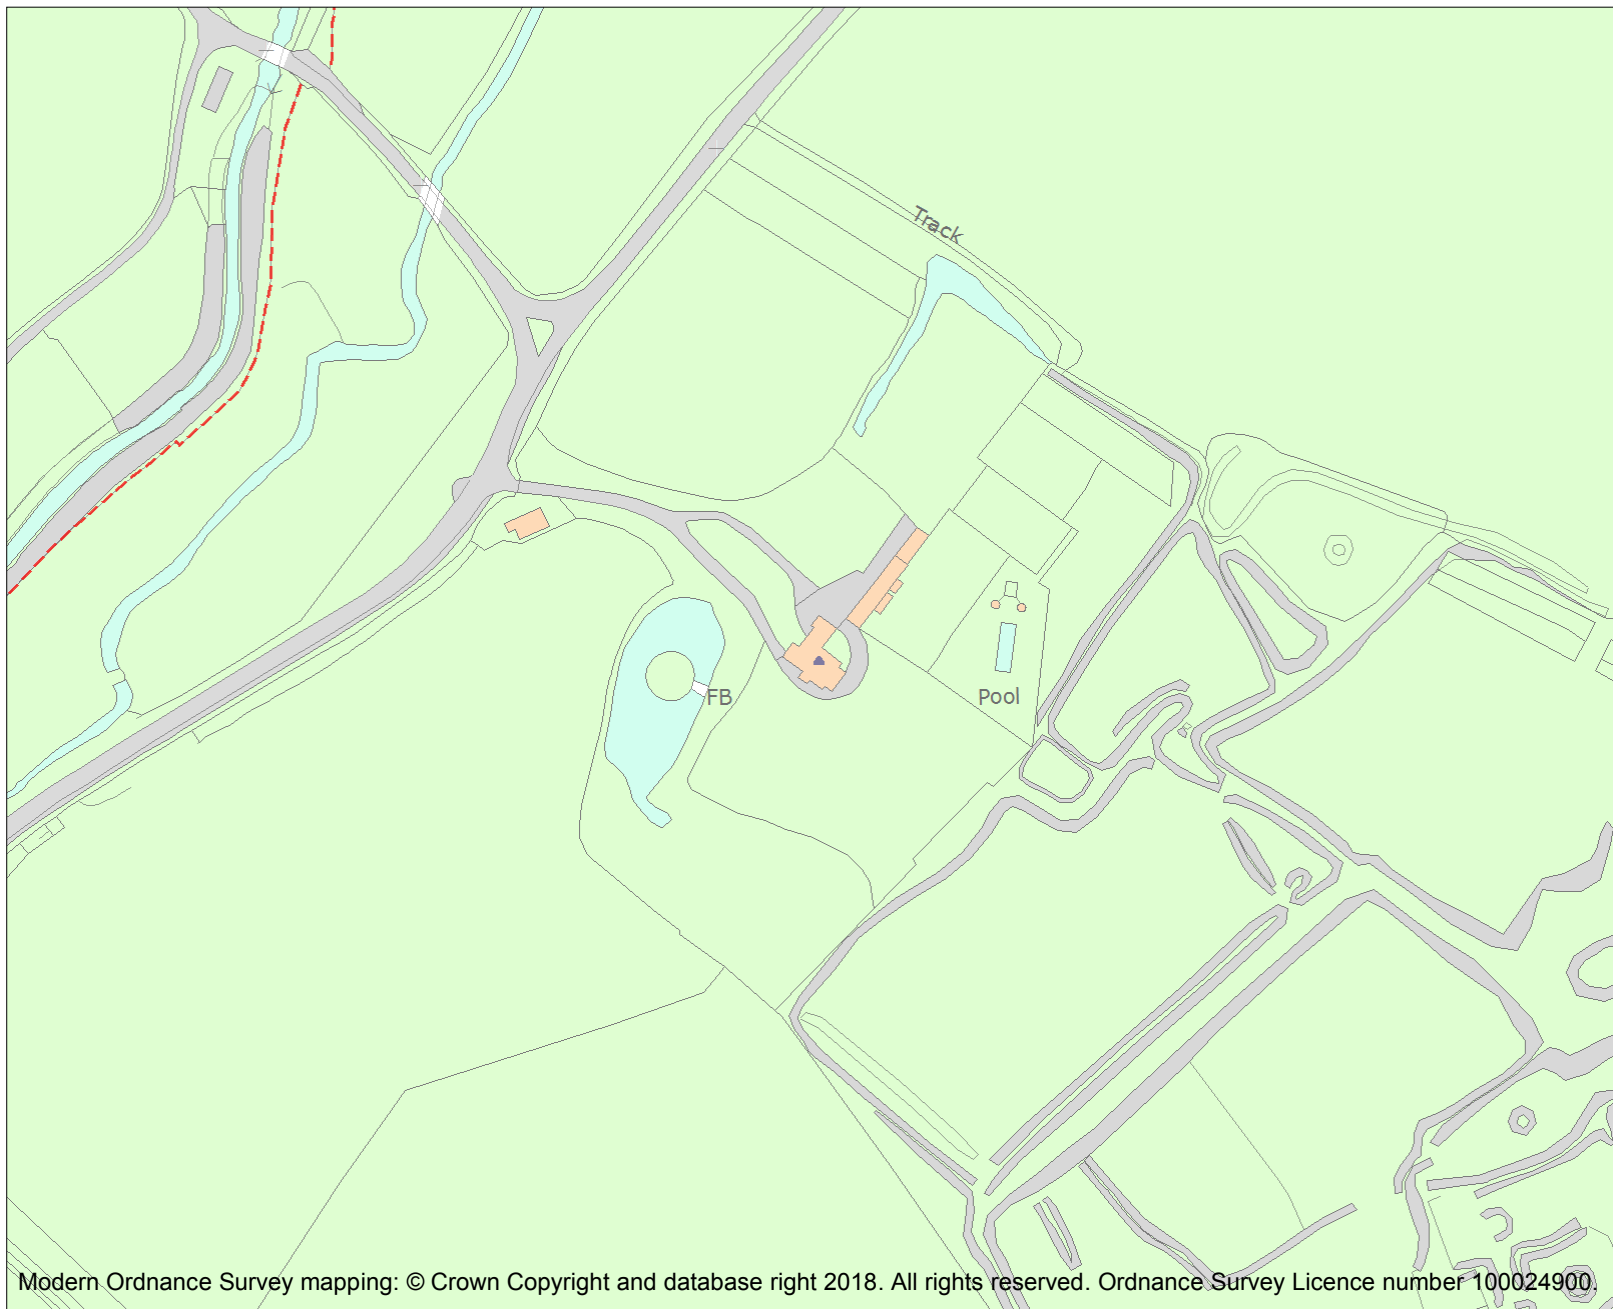 Track
FB
Pool
Modern Ordnance Survey mapping: © Crown Copyright and database right 2018. All rights reserved. Ordnance Survey Licence number 100024900.